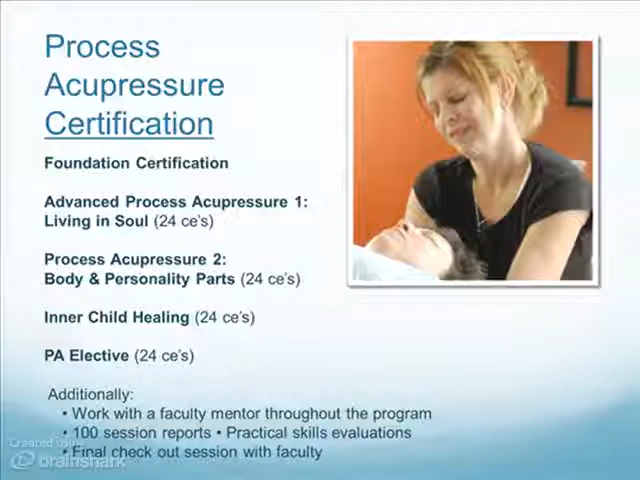 Process
Acupressure
Certification
Foundation Certification
Advanced Process Acupressure 1:
Living in Soul (24 ce's)
Process Acupressure 2:
Body & Personality Parts (24 ce's)
Inner Child Healing (24 ce's)
PA Elective (24 ce's)
Additionally:
• Work with a faculty mentor throughout the program
• 100 session reports • Practical skills evaluations
• Final check out session with faculty
Created using
brainshark